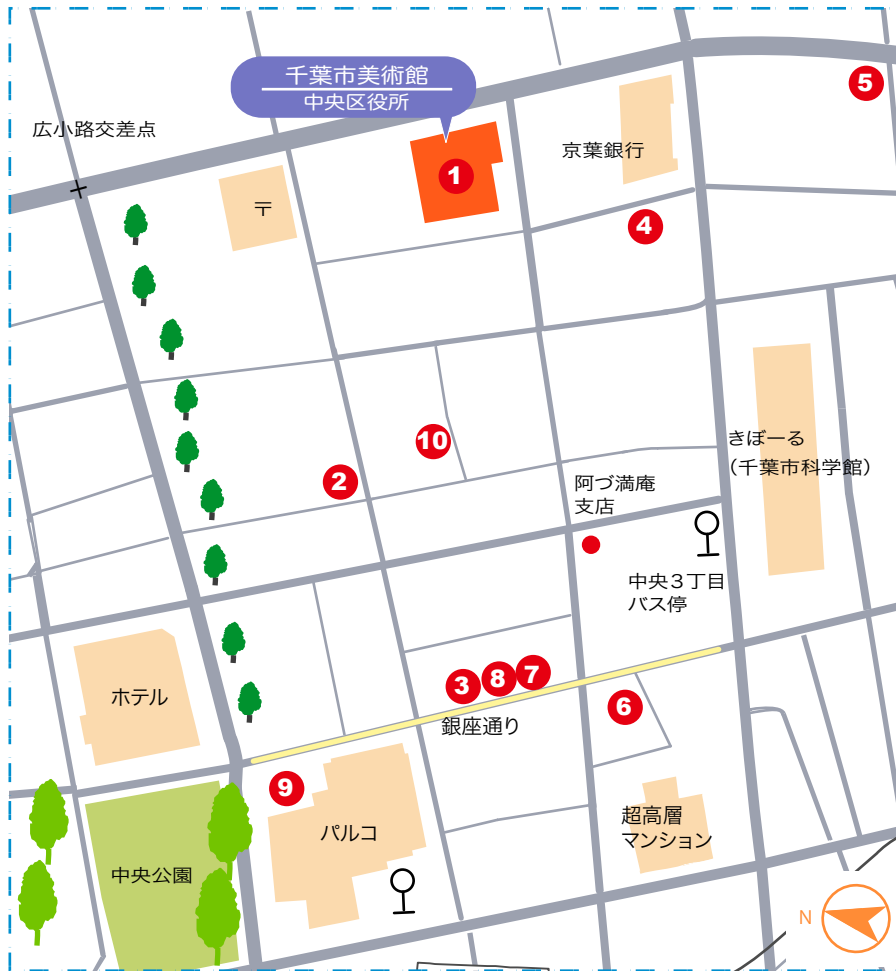 千葉市美術館
中央区役所
5
広小路交差点
京葉銀行
1
〒
4
きぼーる
(千葉市科学館)
10
2
阿づ満庵
支店
中央3丁目
バス停
3
8
7
ホテル
6
銀座通り
9
パルコ
超高層
マンション
中央公園
N